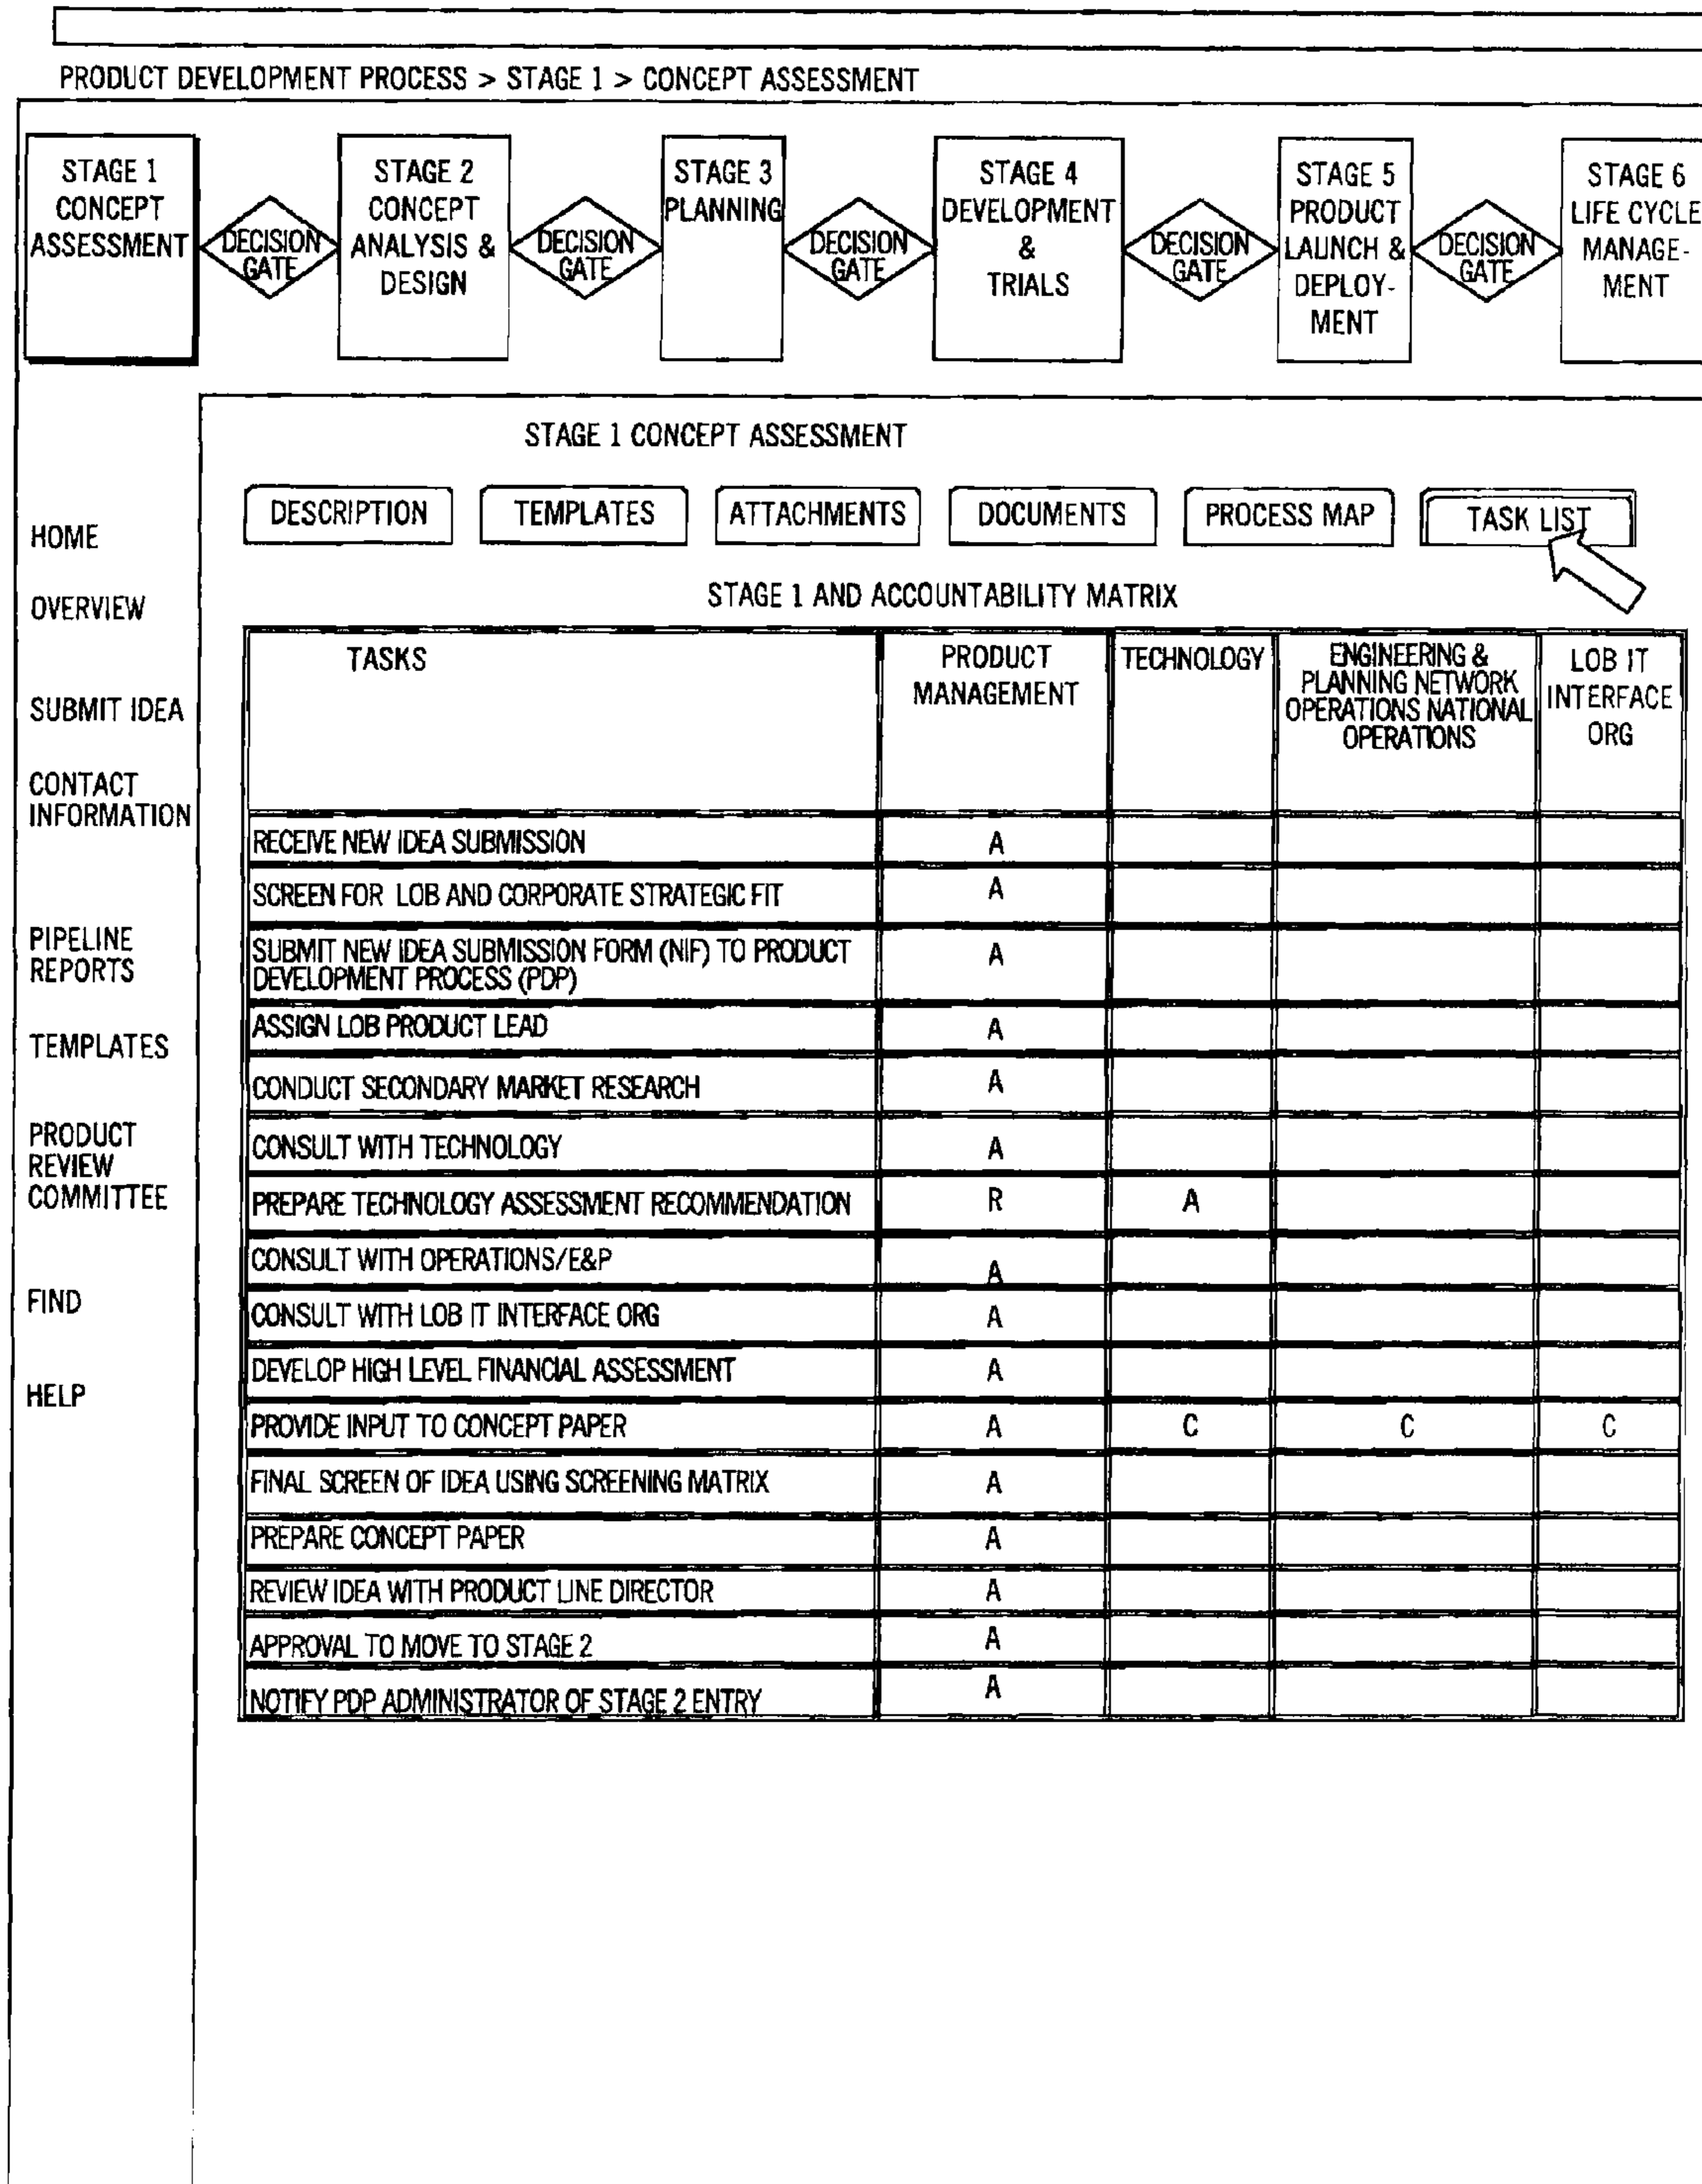 PRODUCT DEVELOPMENT PROCESS > STAGE 1 > CONCEPT ASSESSMENT
STAGE 1
CONCEPT
ASSESSMENT
DECISION
GATE
STAGE 2
CONCEPT
ANALYSIS &
DESIGN
DECISION
GATE
STAGE 3
PLANNING
DECISION
GATE
STAGE 4
DEVELOPMENT
&
TRIALS
DECISION
GATE
STAGE 5
PRODUCT
LAUNCH &
DEPLOY-
MENT
DECISION
GATE
STAGE 6
LIFE CYCLE
MANAGE-
MENT
HOME
OVERVIEW
SUBMIT IDEA
CONTACT
INFORMATION
PIPELINE
REPORTS
TEMPLATES
PRODUCT
REVIEW
COMMITTEE
FIND
HELP
STAGE 1 CONCEPT ASSESSMENT
DESCRIPTION TEMPLATES ATTACHMENTS DOCUMENTS PROCESS MAP TASK LIST
STAGE 1 AND ACCOUNTABILITY MATRIX
TASKS
PRODUCT
MANAGEMENT
TECHNOLOGY
ENGINEERING &
PLANNING NETWORK
OPERATIONS NATIONAL
OPERATIONS
LOB IT
INTERFACE
ORG
RECEIVE NEW IDEA SUBMISSION A
SCREEN FOR LOB AND CORPORATE STRATEGIC FIT A
SUBMIT NEW IDEA SUBMISSION FORM (NIF) TO PRODUCT
DEVELOPMENT PROCESS (PDP) A
ASSIGN LOB PRODUCT LEAD A
CONDUCT SECONDARY MARKET RESEARCH A
CONSULT WITH TECHNOLOGY A
PREPARE TECHNOLOGY ASSESSMENT RECOMMENDATION R A
CONSULT WITH OPERATIONS/E&P A
CONSULT WITH LOB IT INTERFACE ORG A
DEVELOP HIGH LEVEL FINANCIAL ASSESSMENT A
PROVIDE INPUT TO CONCEPT PAPER A C C C
FINAL SCREEN OF IDEA USING SCREENING MATRIX A
PREPARE CONCEPT PAPER A
REVIEW IDEA WITH PRODUCT LINE DIRECTOR A
APPROVAL TO MOVE TO STAGE 2 A
NOTIFY PDP ADMINISTRATOR OF STAGE 2 ENTRY A